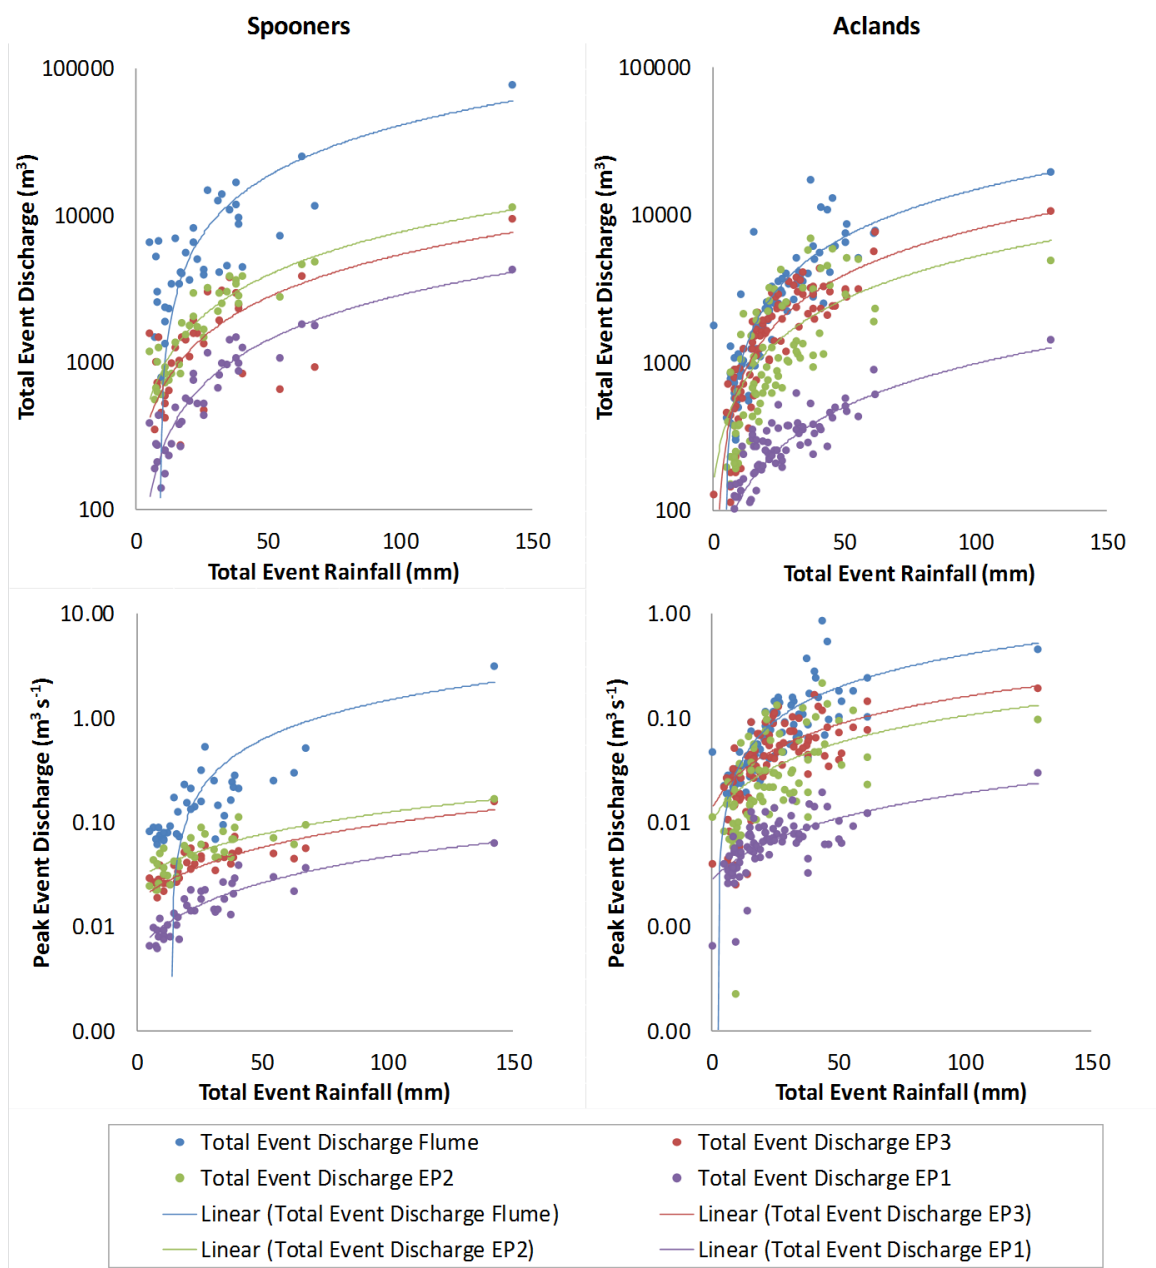 Spooners
Aclands
Total Event Discharge (m³)
100000
10000
1000
100
0 50 100 150
Total Event Rainfall (mm)
Total Event Discharge (m³)
100000
10000
1000
100
0 50 100 150
Total Event Rainfall (mm)
Peak Event Discharge (m³ s⁻¹)
10.00
1.00
0.10
0.01
0.00
0 50 100 150
Total Event Rainfall (mm)
Peak Event Discharge (m³ s⁻¹)
1.00
0.10
0.01
0.00
0.00
0 50 100 150
Total Event Rainfall (mm)
Total Event Discharge Flume
Total Event Discharge EP3
Total Event Discharge EP2
Total Event Discharge EP1
Linear (Total Event Discharge Flume)
Linear (Total Event Discharge EP3)
Linear (Total Event Discharge EP2)
Linear (Total Event Discharge EP1)